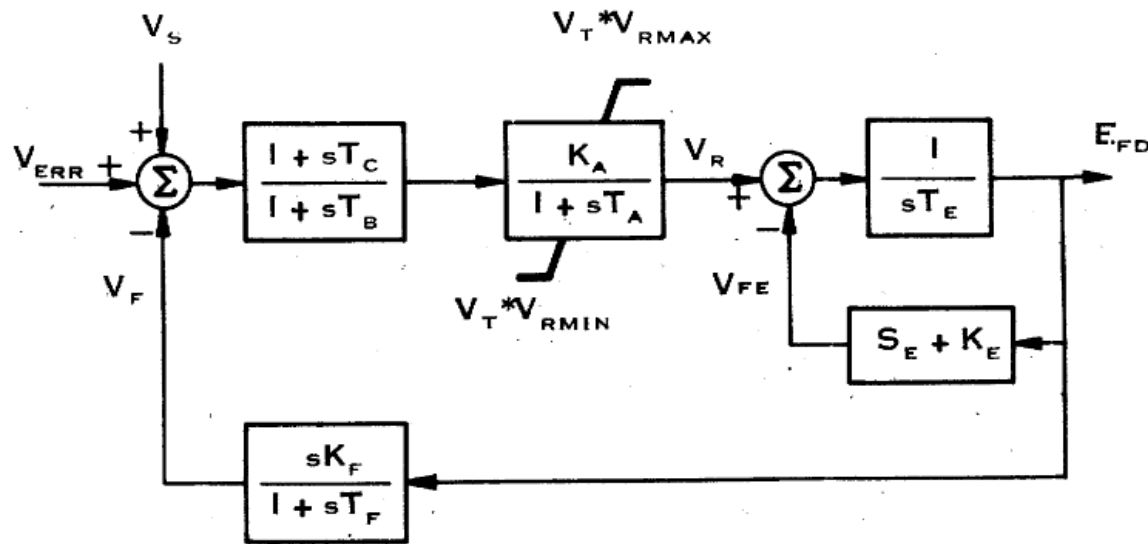 V_S
V_T*V_RMAX
+
V_ERR
+
Σ
−
1 + sT_C
1 + sT_B
K_A
1 + sT_A
V_R
+
Σ
−
1
sT_E
E_FD
V_F
V_T*V_RMIN
V_FE
S_E + K_E
sK_F
1 + sT_F